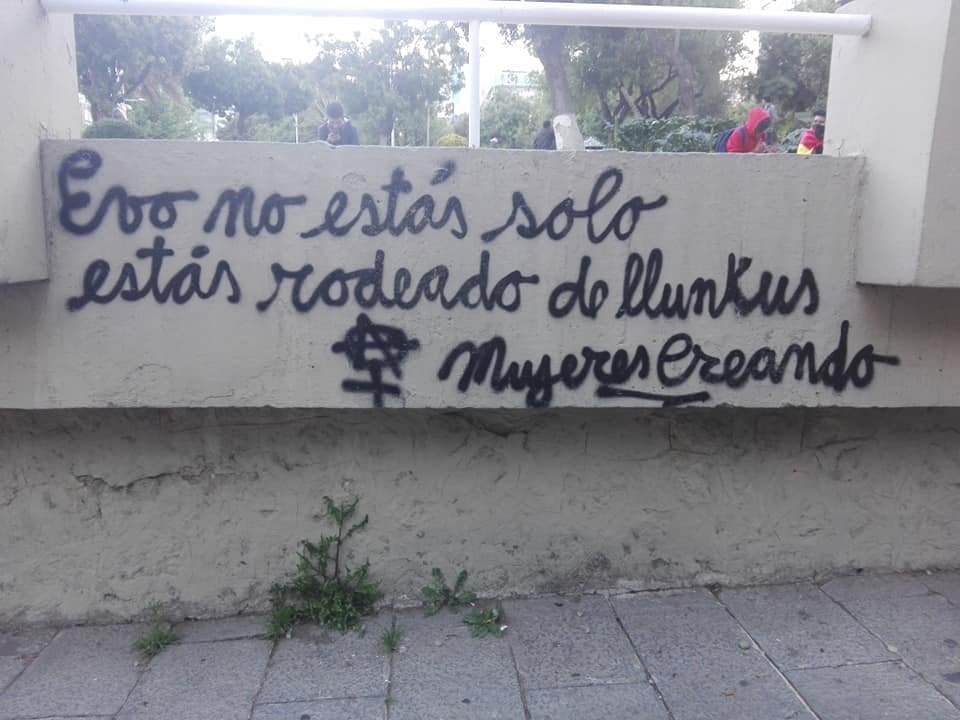 Evo no estás solo
estás rodeado de llunKus
Mujeres Creando